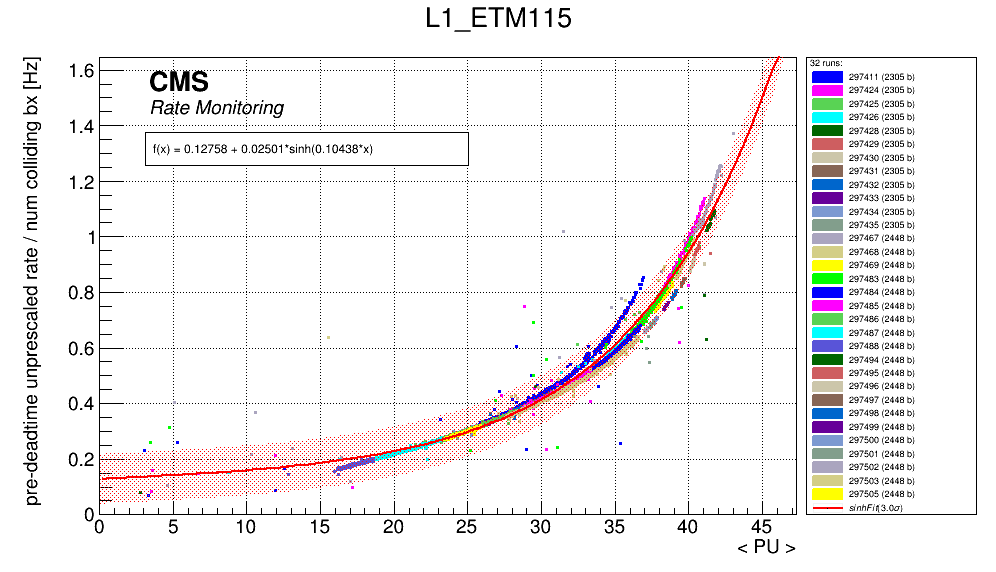 L1_ETM115
pre-deadtime unprescaled rate / num colliding bx [Hz]
1.6
1.4
1.2
1
0.8
0.6
0.4
0.2
0
CMS
Rate Monitoring
f(x) = 0.12758 + 0.02501*sinh(0.10438*x)
0 5 10 15 20 25 30 35 40 45
< PU >
32 runs:
297411 (2305 b)
297424 (2305 b)
297425 (2305 b)
297426 (2305 b)
297428 (2305 b)
297429 (2305 b)
297430 (2305 b)
297431 (2305 b)
297432 (2305 b)
297433 (2305 b)
297434 (2305 b)
297435 (2305 b)
297467 (2448 b)
297468 (2448 b)
297469 (2448 b)
297483 (2448 b)
297484 (2448 b)
297485 (2448 b)
297486 (2448 b)
297487 (2448 b)
297488 (2448 b)
297494 (2448 b)
297495 (2448 b)
297496 (2448 b)
297497 (2448 b)
297498 (2448 b)
297499 (2448 b)
297500 (2448 b)
297501 (2448 b)
297502 (2448 b)
297503 (2448 b)
297505 (2448 b)
sinhFit(3.0σ)